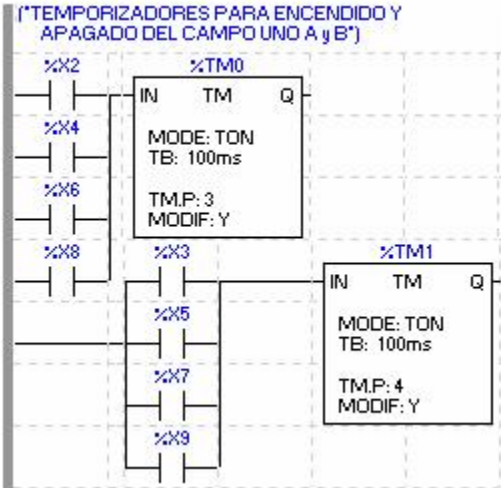 (*TEMPORIZADORES PARA ENCENDIDO Y
APAGADO DEL CAMPO UNO A y B*)
%X2
%TM0
IN TM Q
MODE: TON
TB: 100ms
TM.P: 3
MODIF: Y
%X4
%X6
%X8
%X3
%TM1
IN TM Q
MODE: TON
TB: 100ms
TM.P: 4
MODIF: Y
%X5
%X7
%X9